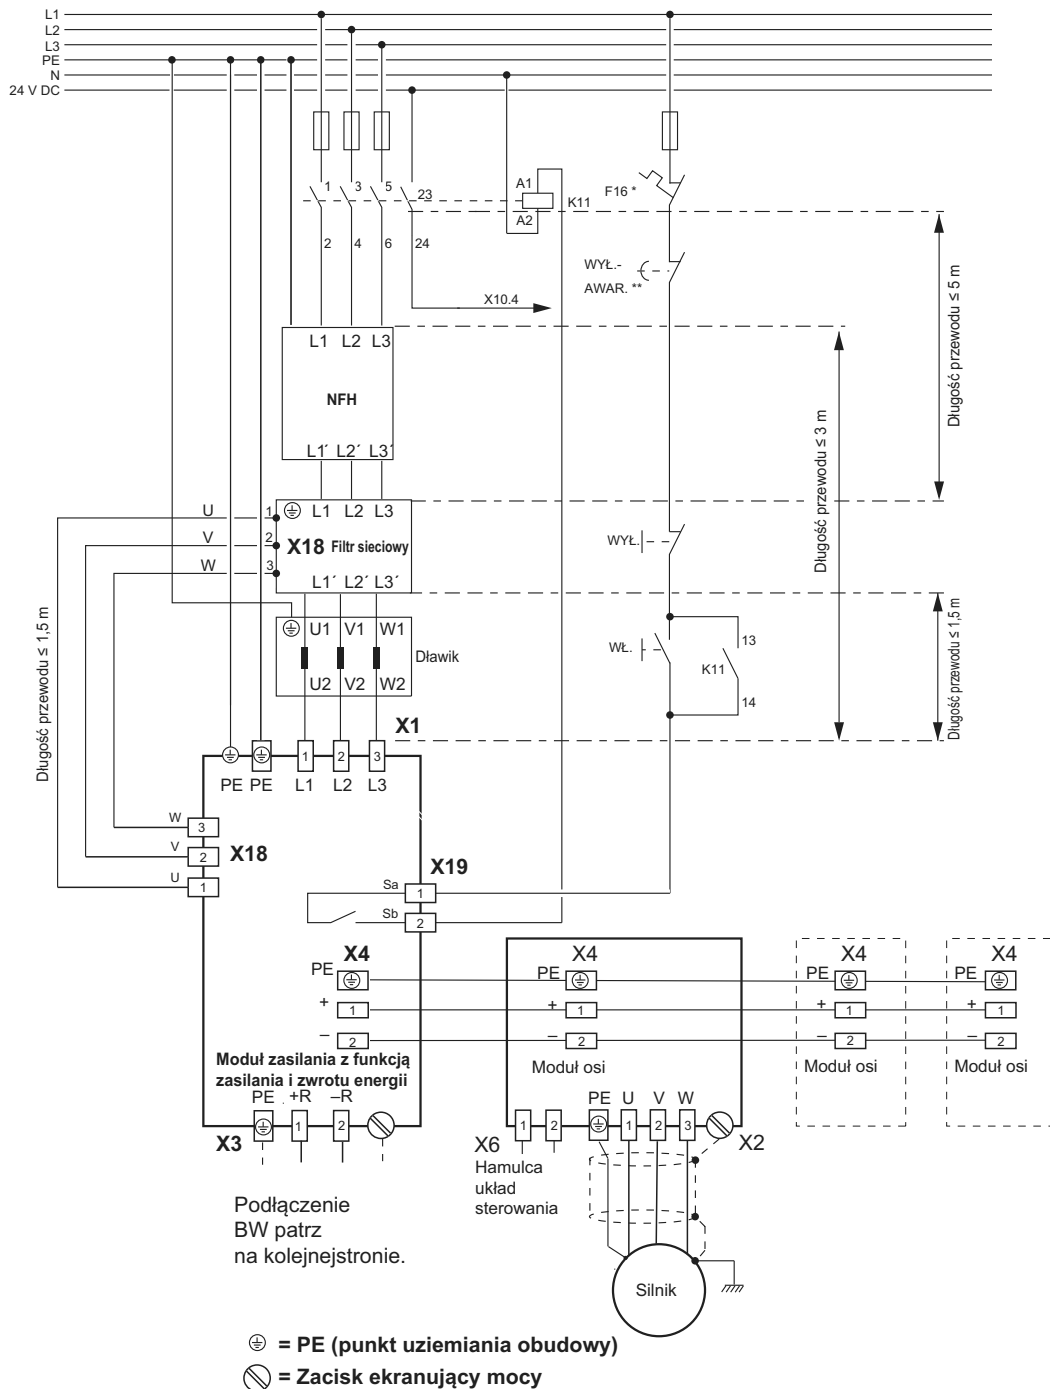 L1
L2
L3
PE
N
24 V DC
1 3 5 23
A1
K11
A2
F16 *
2 4 6 24
WYŁ.-
AWAR. **
X10.4
Długość przewodu ≤ 5 m
L1 L2 L3
NFH
L1´ L2´ L3´
Długość przewodu ≤ 3 m
U 1 L1 L2 L3
V 2
X18 Filtr sieciowy
W 3
L1´ L2´ L3´
WYŁ.
U1 V1 W1
Dławik
U2 V2 W2
WŁ.
13
K11
14
Długość przewodu ≤ 1,5 m
Długość przewodu ≤ 1,5 m
X1
1 2 3
PE PE L1 L2 L3
W 3
V 2 X18
U 1
X19
Sa 1
Sb 2
X4 X4 X4 X4
PE PE PE PE
+ 1 + 1 + 1 + 1
– 2 – 2 – 2 – 2
Moduł zasilania z funkcją
zasilania i zwrotu energii
Moduł osi Moduł osi Moduł osi
PE +R –R
1 2
X3
PE U V W
1 2 1 2 3
X6 X2
Hamulca
układ
sterowania
Podłączenie
BW patrz
na kolejnejstronie.
Silnik
= PE (punkt uziemiania obudowy)
= Zacisk ekranujący mocy